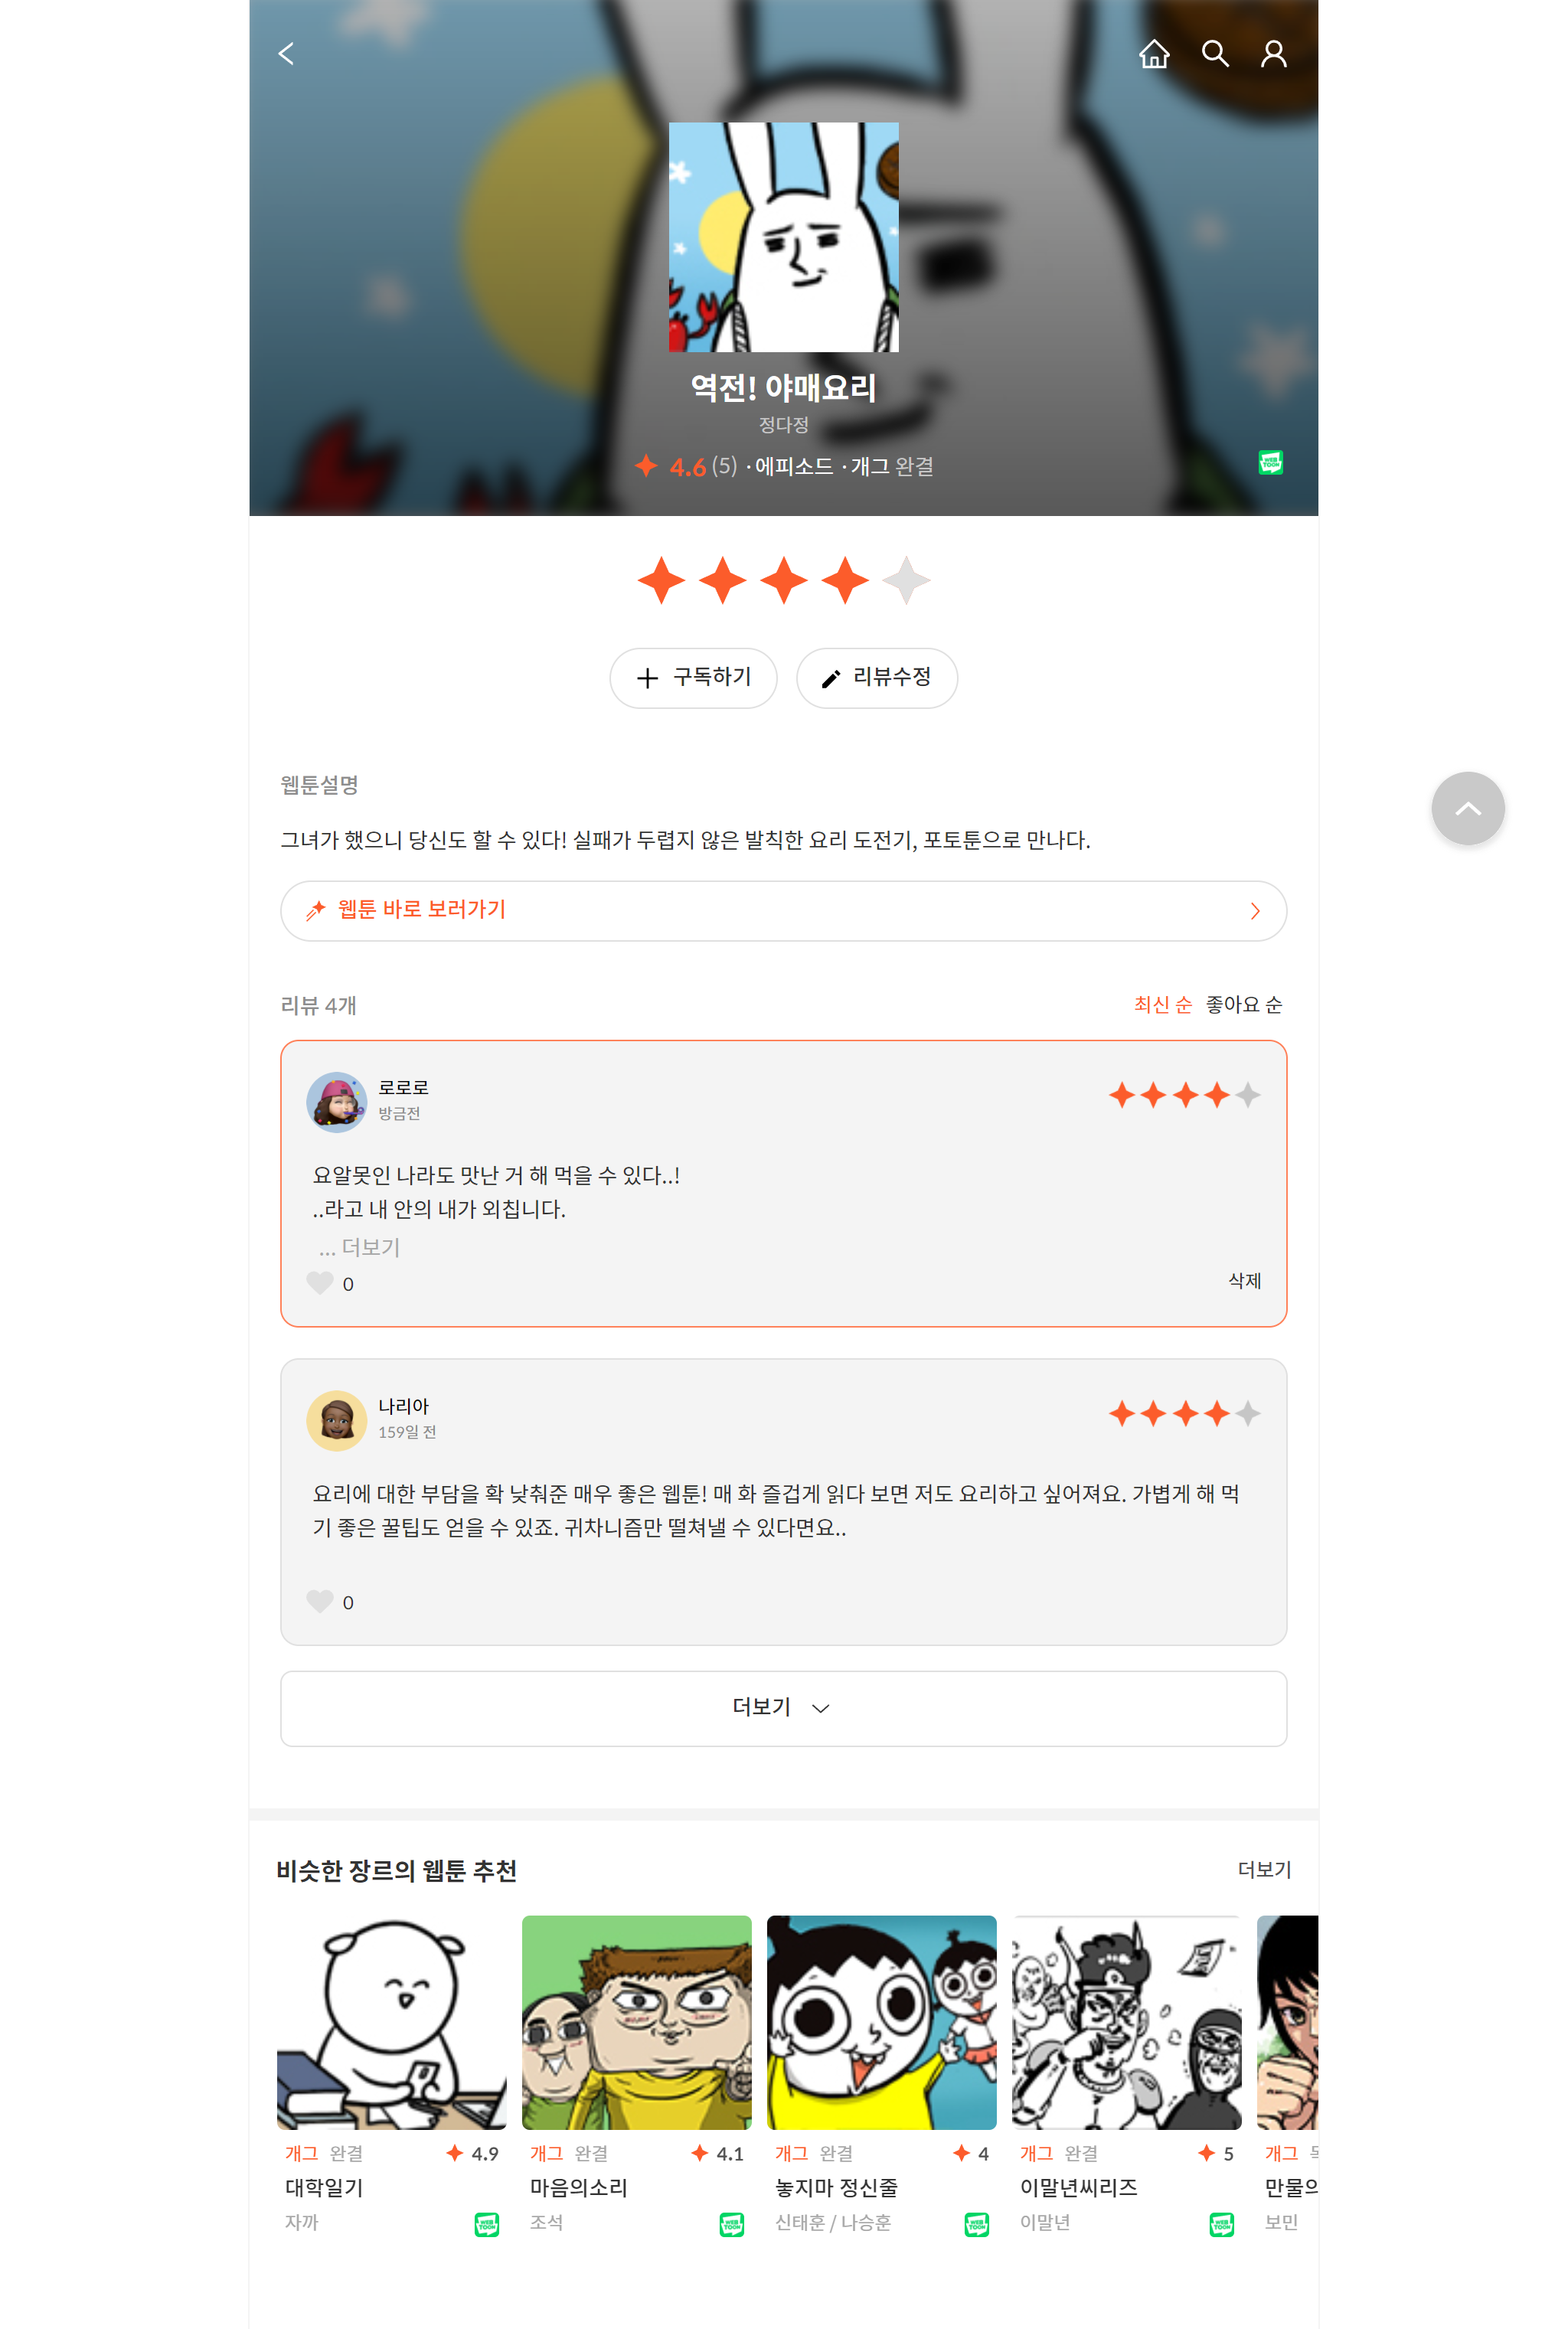 역전! 야매요리
정다정
4.6 (5) · 에피소드 · 개그 완결
WEB TOON
구독하기
리뷰수정
웹툰설명
그녀가 했으니 당신도 할 수 있다! 실패가 두렵지 않은 발칙한 요리 도전기, 포토툰으로 만나다.
웹툰 바로 보러가기
리뷰 4개
최신 순 좋아요 순
로로로
방금전
요알못인 나라도 맛난 거 해 먹을 수 있다..!
..라고 내 안의 내가 외칩니다.
... 더보기
0
삭제
나리아
159일 전
요리에 대한 부담을 확 낮춰준 매우 좋은 웹툰! 매 화 즐겁게 읽다 보면 저도 요리하고 싶어져요. 가볍게 해 먹
기 좋은 꿀팁도 얻을 수 있죠. 귀차니즘만 떨쳐낼 수 있다면요..
0
더보기
비슷한 장르의 웹툰 추천
더보기
개그 완결 4.9
대학일기
자까
WEB TOON
개그 완결 4.1
마음의소리
조석
WEB TOON
개그 완결 4
놓지마 정신줄
신태훈 / 나승훈
WEB TOON
개그 완결 5
이말년씨리즈
이말년
WEB TOON
개그
만물의
보민